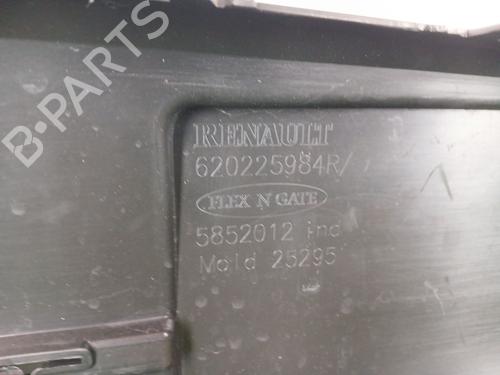 RENAULT
620225984R/
FLEX N GATE
5852012 ind
Mold 25295
B-PARTS